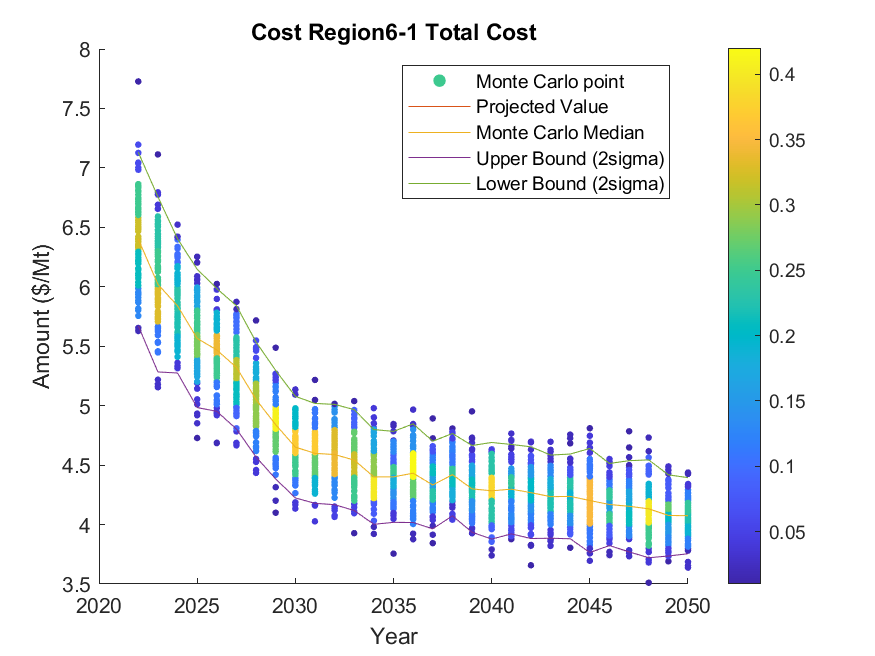 Cost Region6-1 Total Cost
8
7.5
7
6.5
6
5.5
5
4.5
4
3.5
Amount ($/Mt)
Monte Carlo point
Projected Value
Monte Carlo Median
Upper Bound (2sigma)
Lower Bound (2sigma)
0.4
0.35
0.3
0.25
0.2
0.15
0.1
0.05
2020 2025 2030 2035 2040 2045 2050
Year